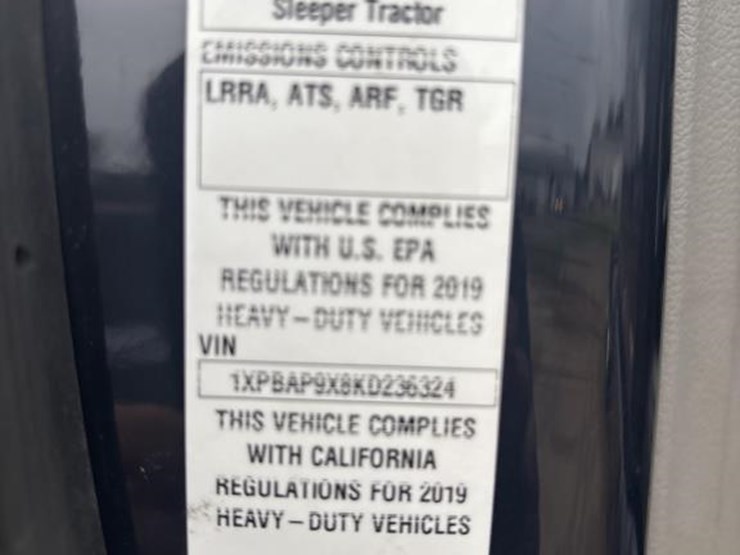 Sleeper Tractor
EMISSIONS CONTROLS
LRRA, ATS, ARF, TGR
THIS VEHICLE COMPLIES
WITH U.S. EPA
REGULATIONS FOR 2019
HEAVY-DUTY VEHICLES
VIN
1XPBAP9X8KD236324
THIS VEHICLE COMPLIES
WITH CALIFORNIA
REGULATIONS FOR 2019
HEAVY-DUTY VEHICLES